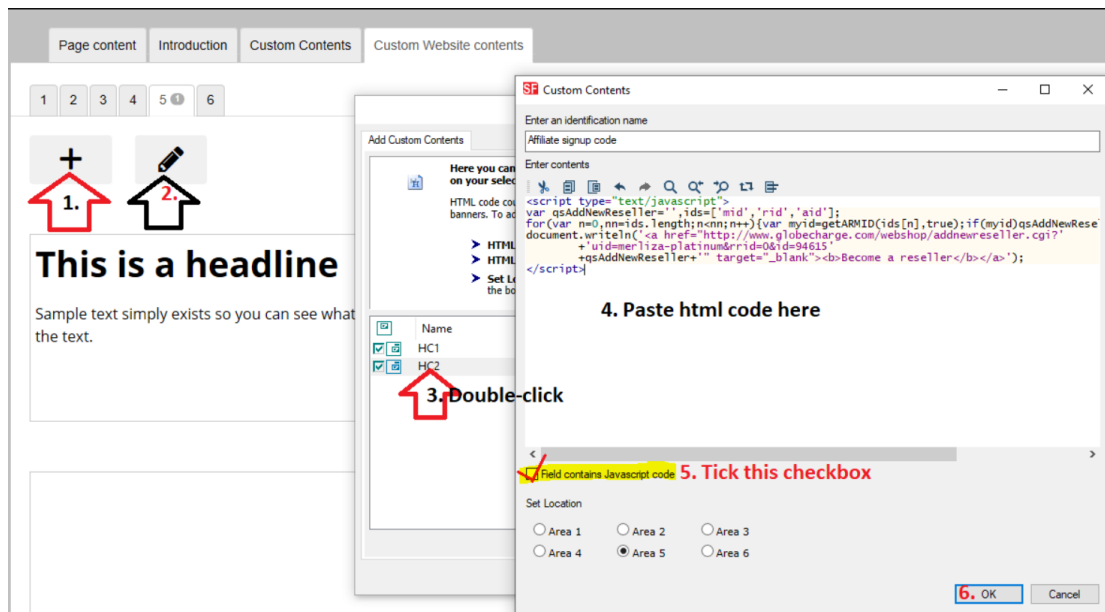 Page content
Introduction
Custom Contents
Custom Website contents
1 2 3 4 5 1 6
1.
2.
This is a headline
Sample text simply exists so you can see what
the text.
Add Custom Contents
Here you can
on your selec
HTML code cou
banners. To ad
HTML
HTML
Set Lo
the bo
Name
HC1
HC2
3. Double-click
SF Custom Contents
Enter an identification name
Affiliate signup code
Enter contents
<script type="text/javascript">
var qsAddNewReseller='',ids=['mid','rid','aid'];
for(var n=0,nn=ids.length;n<nn;n++){var myid=getARMID(ids[n],true);if(myid)qsAddNewRese
document.writeln('<a href="http://www.globecharge.com/webshop/addnewreseller.cgi?'
+'uid=merliza-platinum&rrid=0&id=94615'
+qsAddNewReseller+'" target="_blank"><b>Become a reseller</b></a>');
</script>
4. Paste html code here
Field contains Javascript code
5. Tick this checkbox
Set Location
Area 1 Area 2 Area 3
Area 4 Area 5 Area 6
6. OK
Cancel